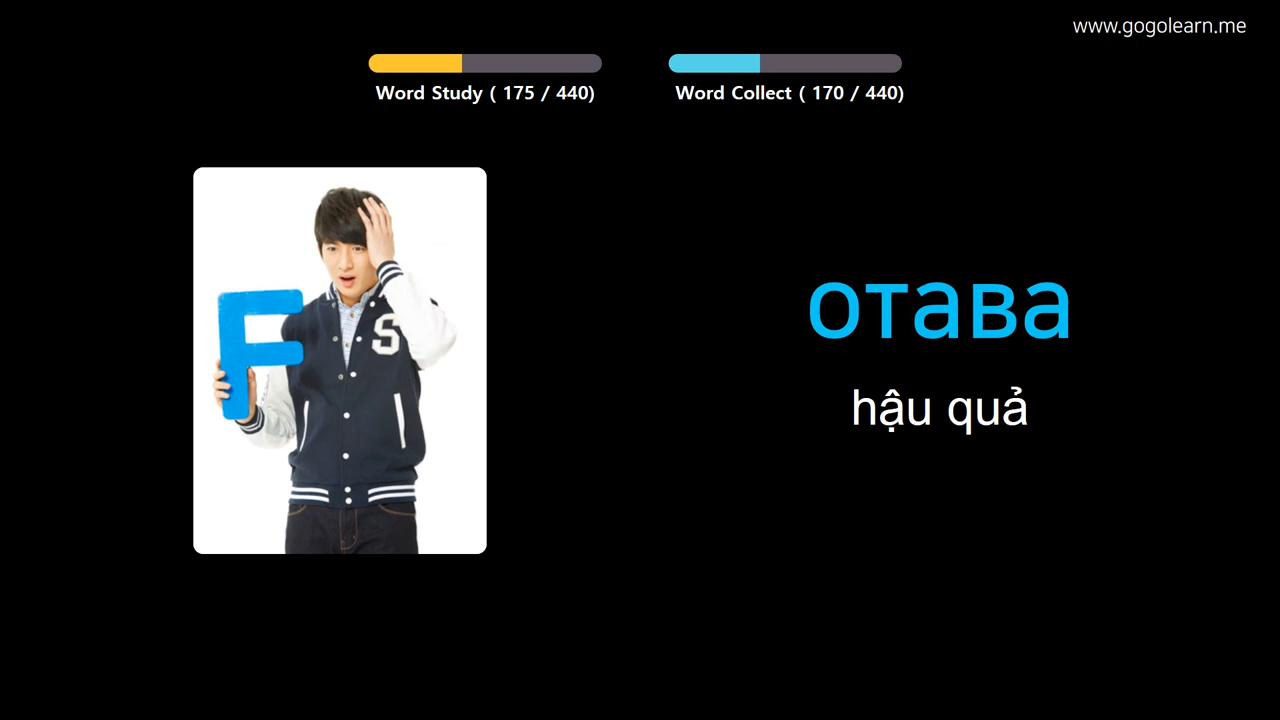 www.gogolearn.me
Word Study ( 175 / 440)
Word Collect ( 170 / 440)
F
S
отава
hậu quả